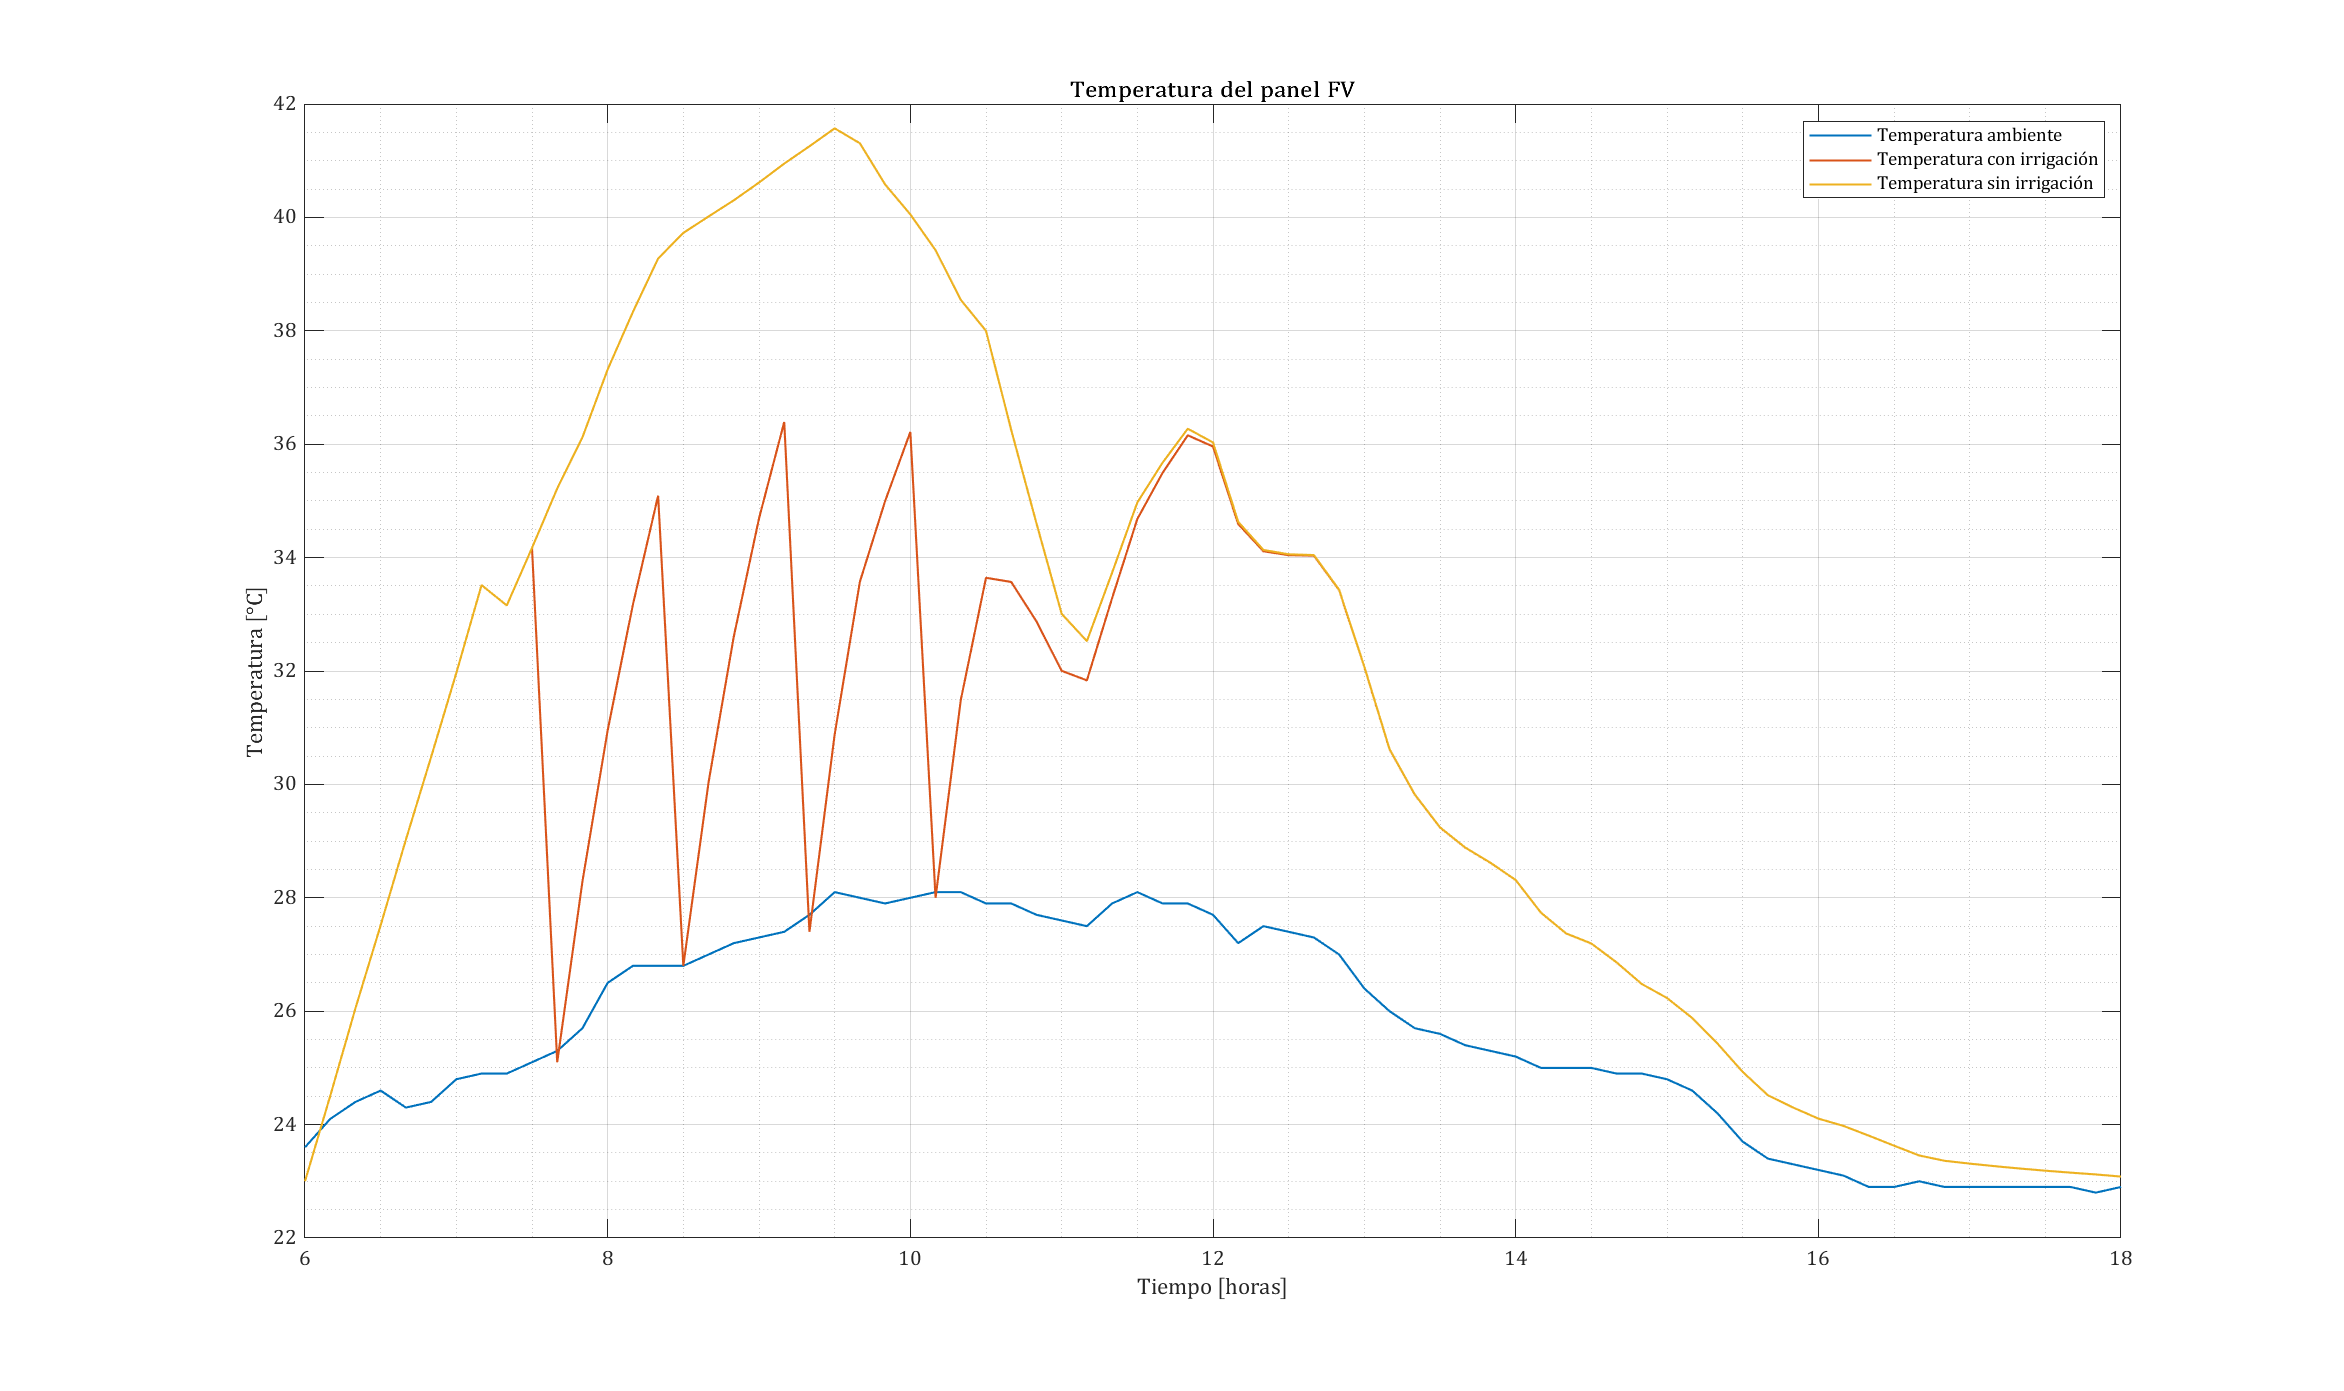 Temperatura del panel FV
Temperatura ambiente
Temperatura con irrigación
Temperatura sin irrigación
42
40
38
36
34
32
30
28
26
24
22
Temperatura [°C]
6 8 10 12 14 16 18
Tiempo [horas]